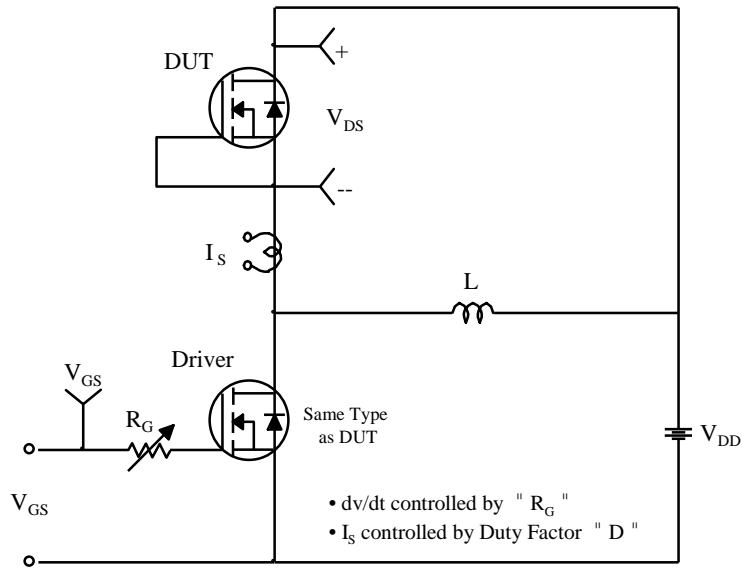 DUT
+
V_DS
--
I_S
L
Driver
V_GS
R_G
Same Type
as DUT
V_DD
V_GS
• dv/dt controlled by " R_G "
• I_S controlled by Duty Factor " D "